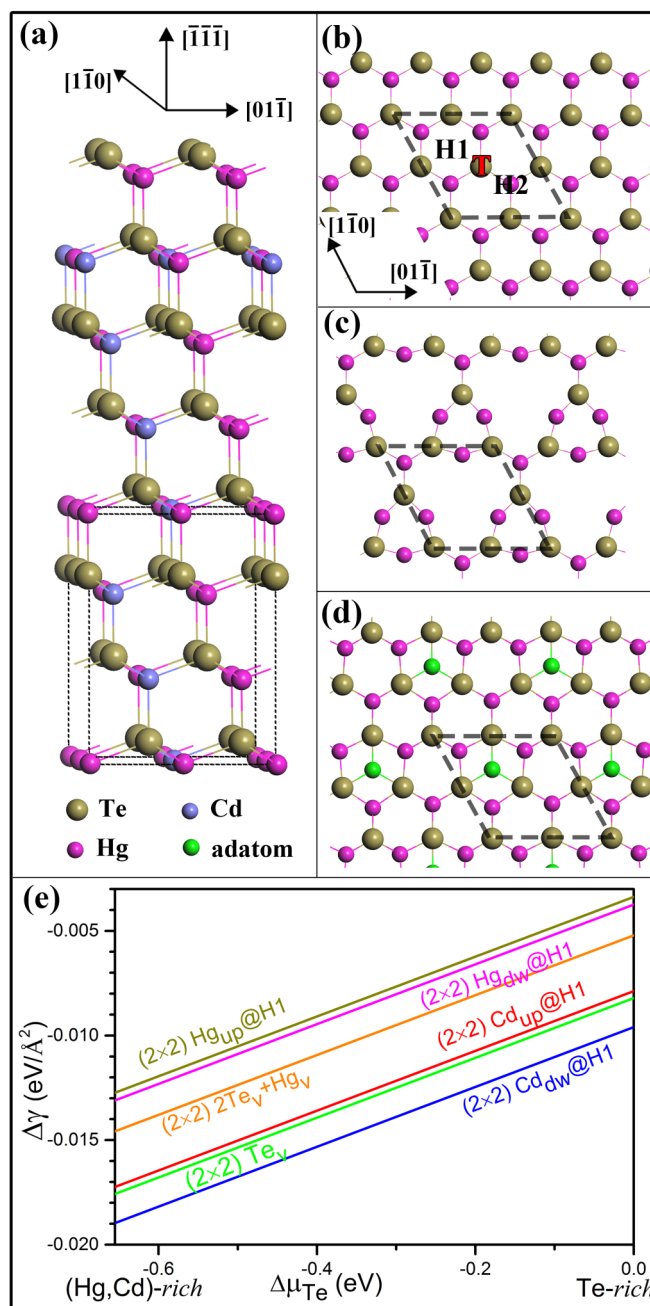 (a)
[1̄1̄1̄]
[11̄0]
[011̄]
Te
Cd
Hg
adatom
(b)
H1
T
H2
[11̄0]
[011̄]
(c)
(d)
(e)
-0.005
-0.010
-0.015
-0.020
Δγ (eV/Å²)
(2×2) Hg_up@H1
(2×2) Hg_dw@H1
(2×2) 2Te_v+Hg_v
(2×2) Cd_up@H1
(2×2) Te_v
(2×2) Cd_dw@H1
-0.6
-0.4
-0.2
0.0
(Hg,Cd)-rich
Δμ_Te (eV)
Te-rich